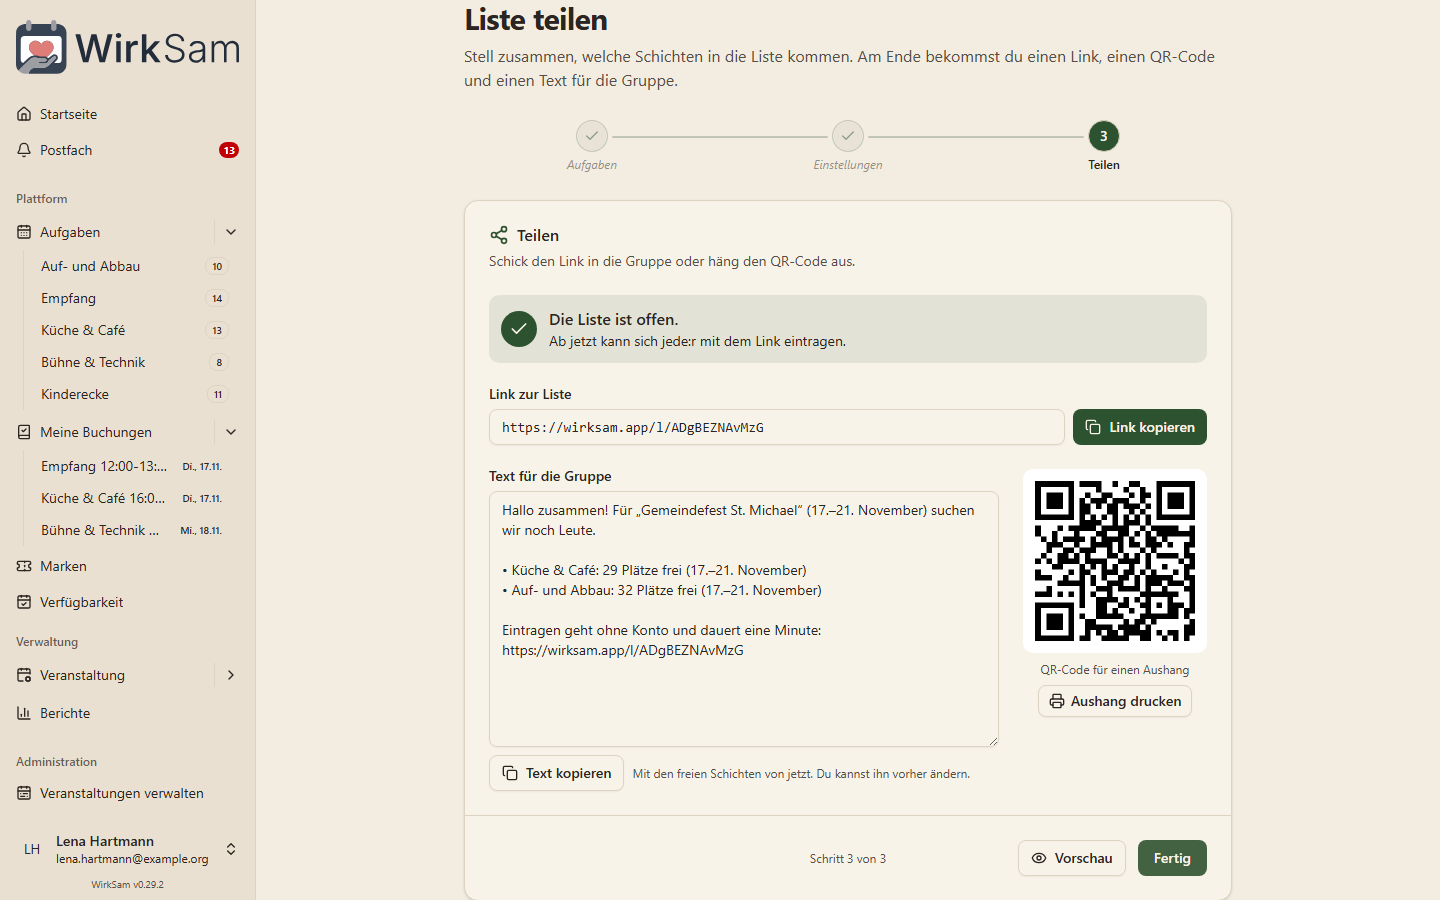 WirkSam
Startseite
Postfach 13
Plattform
Aufgaben
Auf- und Abbau 10
Empfang 14
Küche & Café 13
Bühne & Technik 8
Kinderecke 11
Meine Buchungen
Empfang 12:00-13:... Di., 17.11.
Küche & Café 16:0... Di., 17.11.
Bühne & Technik ... Mi., 18.11.
Marken
Verfügbarkeit
Verwaltung
Veranstaltung
Berichte
Administration
Veranstaltungen verwalten
LH
Lena Hartmann
lena.hartmann@example.org
WirkSam v0.29.2
Liste teilen
Stell zusammen, welche Schichten in die Liste kommen. Am Ende bekommst du einen Link, einen QR-Code
und einen Text für die Gruppe.
3
Aufgaben Einstellungen Teilen
Teilen
Schick den Link in die Gruppe oder häng den QR-Code aus.
Die Liste ist offen.
Ab jetzt kann sich jede:r mit dem Link eintragen.
Link zur Liste
https://wirksam.app/l/ADgBEZNAvMzG
Link kopieren
Text für die Gruppe
Hallo zusammen! Für „Gemeindefest St. Michael“ (17.–21. November) suchen
wir noch Leute.
• Küche & Café: 29 Plätze frei (17.–21. November)
• Auf- und Abbau: 32 Plätze frei (17.–21. November)
Eintragen geht ohne Konto und dauert eine Minute:
https://wirksam.app/l/ADgBEZNAvMzG
QR-Code für einen Aushang
Aushang drucken
Text kopieren
Mit den freien Schichten von jetzt. Du kannst ihn vorher ändern.
Schritt 3 von 3
Vorschau
Fertig